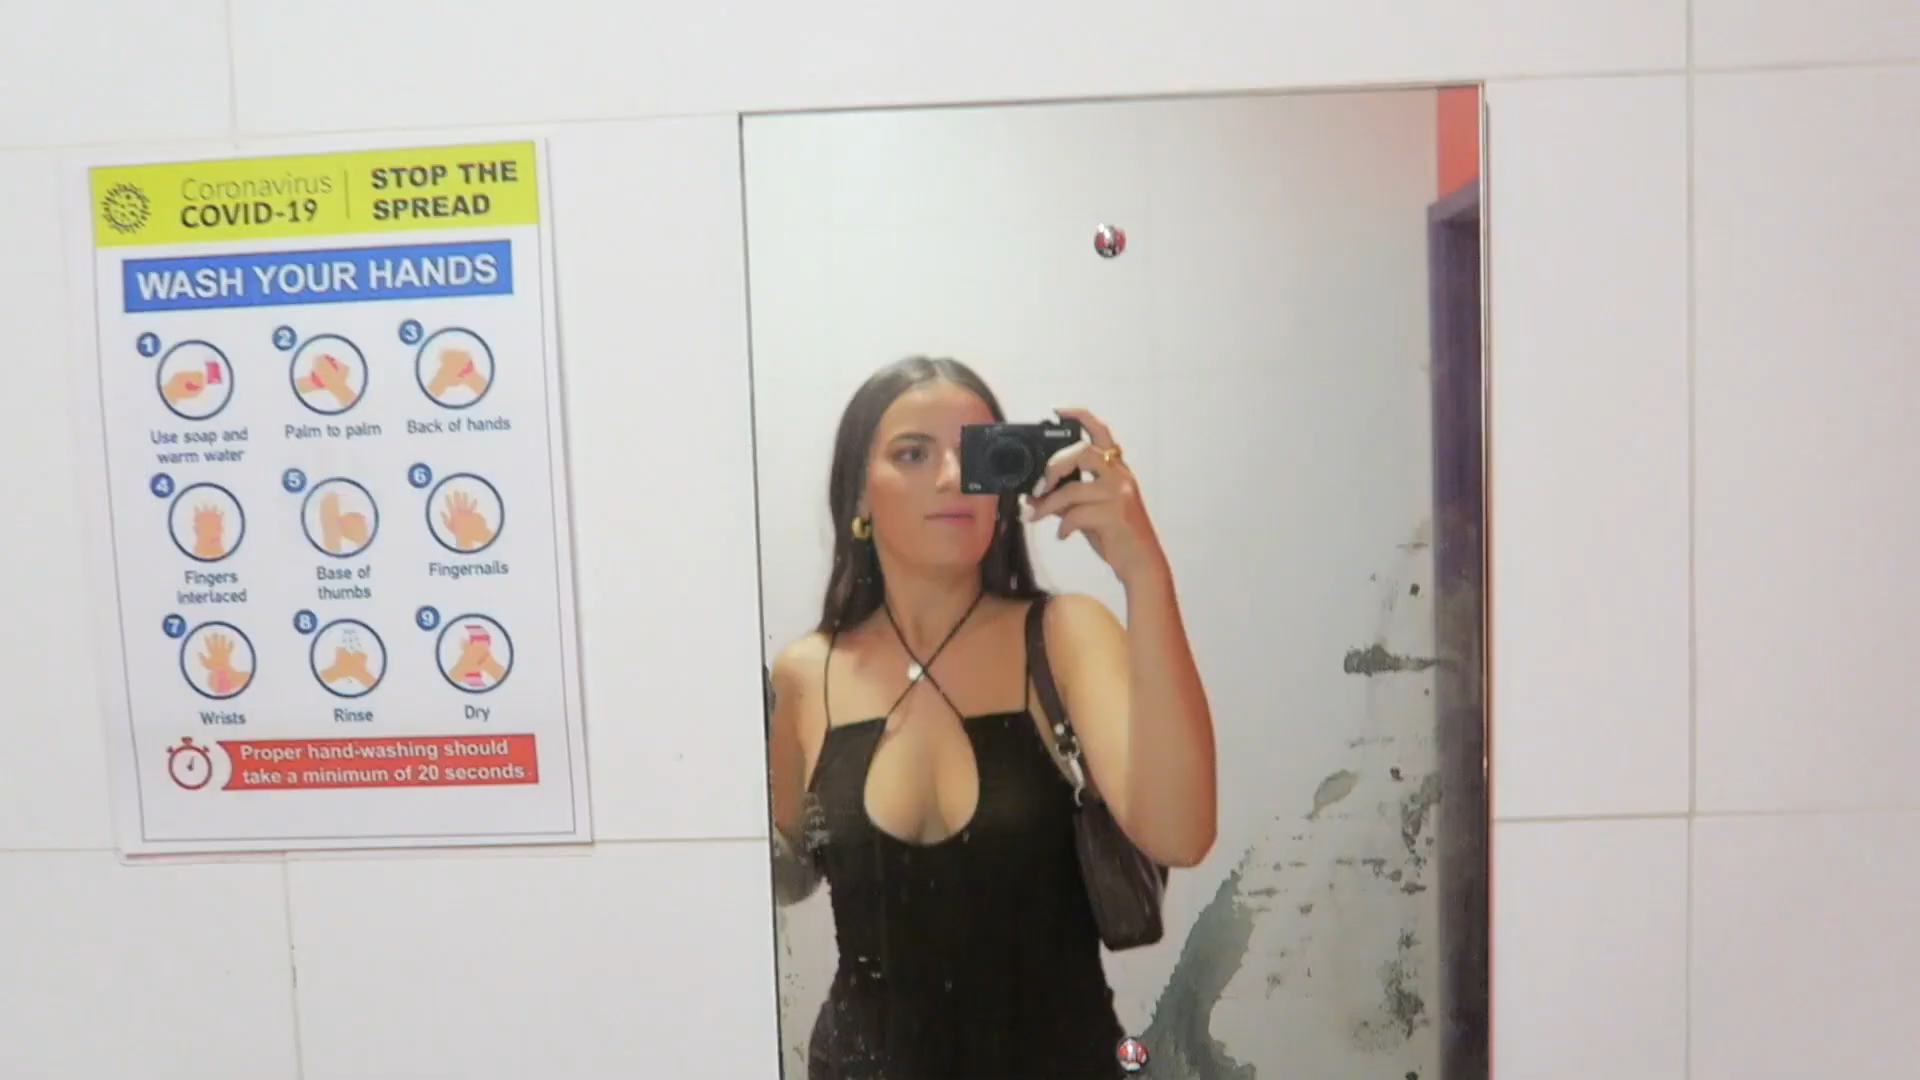 Coronavirus
COVID-19
STOP THE
SPREAD
WASH YOUR HANDS
1
2
3
Use soap and
warm water
Palm to palm
Back of hands
4
5
6
Fingers
interlaced
Base of
thumbs
Fingernails
7
8
9
Wrists
Rinse
Dry
Proper hand-washing should
take a minimum of 20 seconds